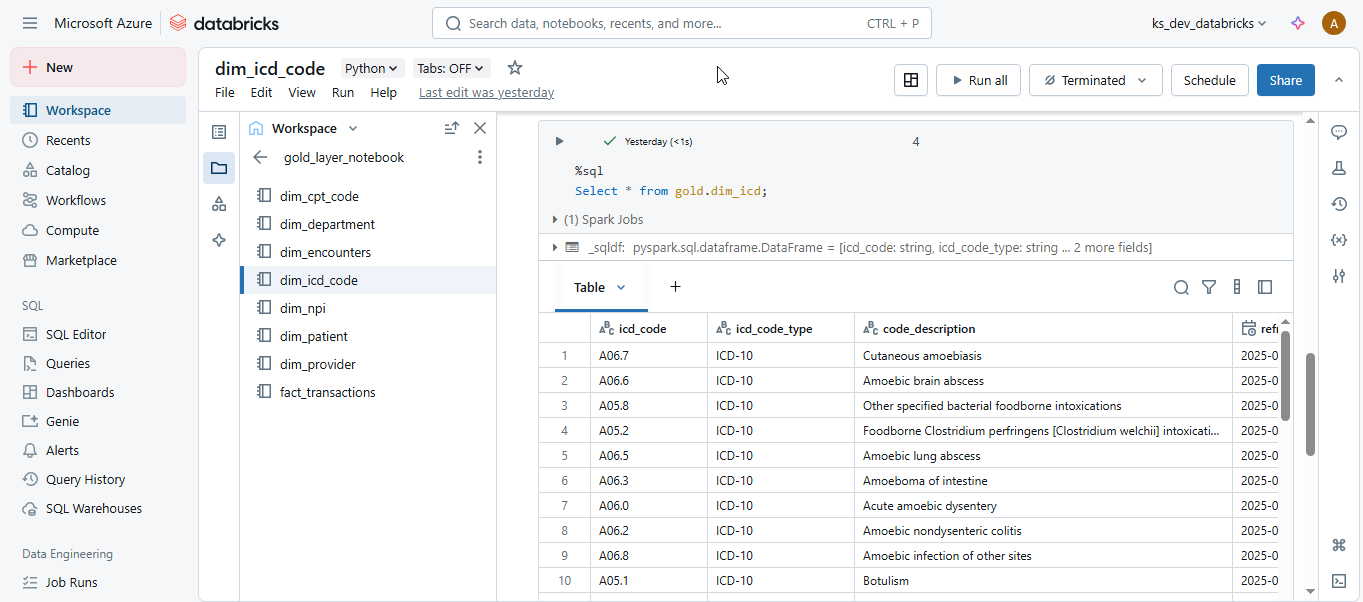 Microsoft Azure
databricks
Search data, notebooks, recents, and more...
CTRL + P
ks_dev_databricks
A
New
Workspace
Recents
Catalog
Workflows
Compute
Marketplace
SQL
SQL Editor
Queries
Dashboards
Genie
Alerts
Query History
SQL Warehouses
Data Engineering
Job Runs
dim_icd_code
Python
Tabs: OFF
File Edit View Run Help
Last edit was yesterday
Run all
Terminated
Schedule
Share
Workspace
gold_layer_notebook
dim_cpt_code
dim_department
dim_encounters
dim_icd_code
dim_npi
dim_patient
dim_provider
fact_transactions
Yesterday (<1s)
4
%sql
Select * from gold.dim_icd;
(1) Spark Jobs
_sqldf: pyspark.sql.dataframe.DataFrame = [icd_code: string, icd_code_type: string ... 2 more fields]
Table
+
icd_code icd_code_type code_description ref
1 A06.7 ICD-10 Cutaneous amoebiasis 2025-0
2 A06.6 ICD-10 Amoebic brain abscess 2025-0
3 A05.8 ICD-10 Other specified bacterial foodborne intoxications 2025-0
4 A05.2 ICD-10 Foodborne Clostridium perfringens [Clostridium welchii] intoxicati... 2025-0
5 A06.5 ICD-10 Amoebic lung abscess 2025-0
6 A06.3 ICD-10 Amoeboma of intestine 2025-0
7 A06.0 ICD-10 Acute amoebic dysentery 2025-0
8 A06.2 ICD-10 Amoebic nondysenteric colitis 2025-0
9 A06.8 ICD-10 Amoebic infection of other sites 2025-0
10 A05.1 ICD-10 Botulism 2025-0